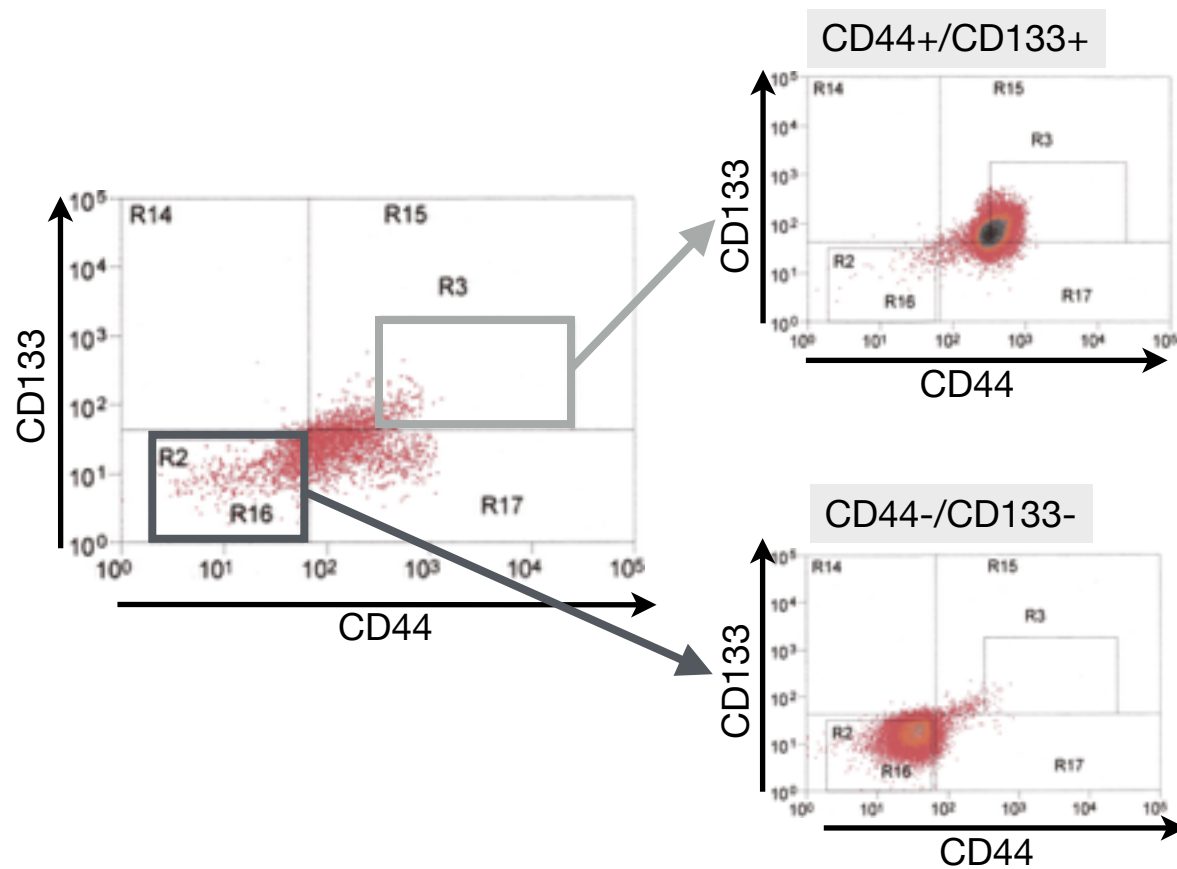 CD133
10⁵
R14 R15
10⁴
R3
10³
10²
R2
10¹
R16 R17
10⁰
10⁰ 10¹ 10² 10³ 10⁴ 10⁵
CD44
CD44+/CD133+
CD133
10⁵
R14 R15
10⁴
R3
10³
10²
R2
10¹
R16 R17
10⁰
10⁰ 10¹ 10² 10³ 10⁴ 10⁵
CD44
CD44-/CD133-
CD133
10⁵
R14 R15
10⁴
R3
10³
10²
R2
10¹
R16 R17
10⁰
10⁰ 10¹ 10² 10³ 10⁴ 10⁵
CD44